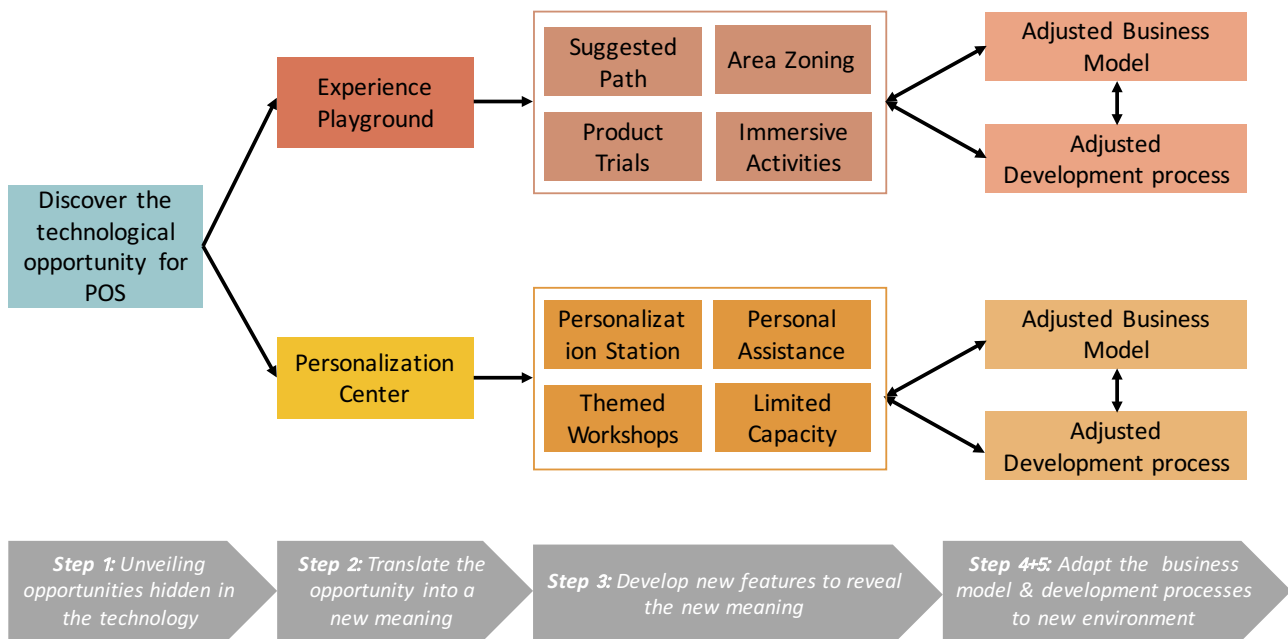 Discover the
technological
opportunity for
POS
Experience
Playground
Suggested
Path
Area Zoning
Product
Trials
Immersive
Activities
Adjusted Business
Model
Adjusted
Development process
Personalization
Center
Personalizat
ion Station
Personal
Assistance
Themed
Workshops
Limited
Capacity
Adjusted Business
Model
Adjusted
Development process
Step 1: Unveiling
opportunities hidden in
the technology
Step 2: Translate the
opportunity into a
new meaning
Step 3: Develop new features to reveal
the new meaning
Step 4+5: Adapt the business
model & development processes
to new environment